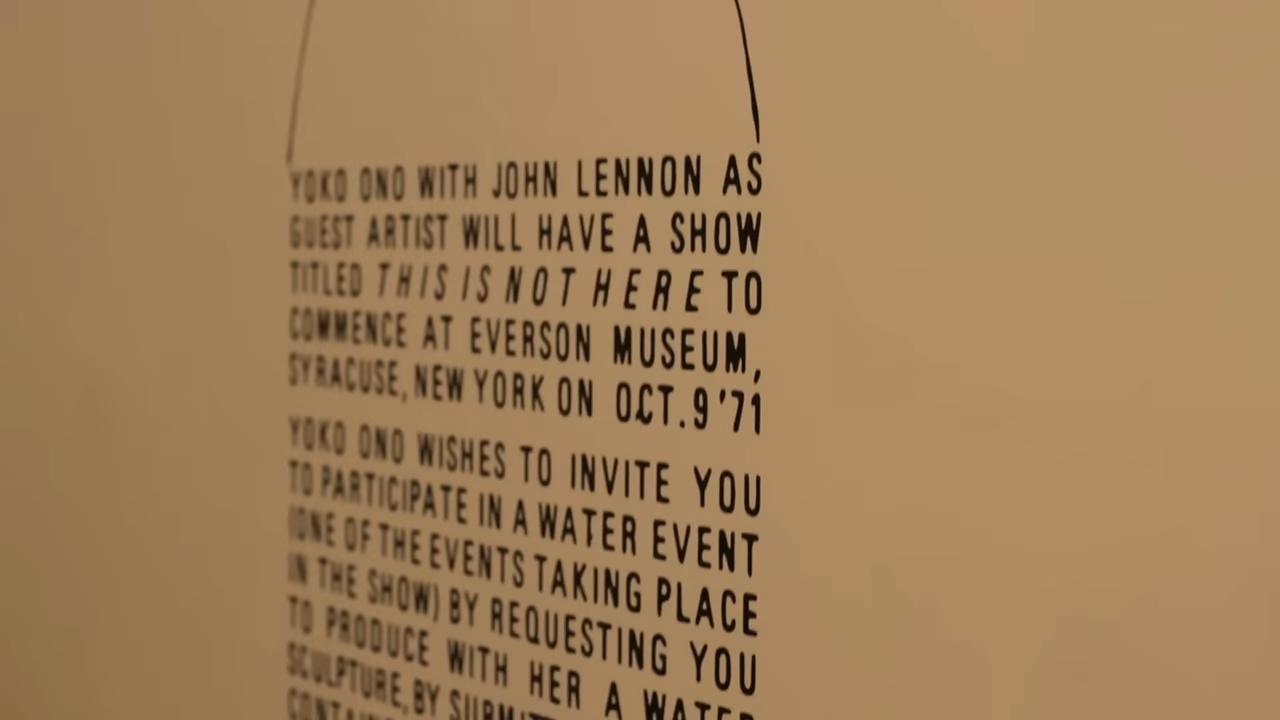 YOKO ONO WITH JOHN LENNON AS
GUEST ARTIST WILL HAVE A SHOW
TITLED THIS IS NOT HERE TO
COMMENCE AT EVERSON MUSEUM,
SYRACUSE, NEW YORK ON OCT.9'71
YOKO ONO WISHES TO INVITE YOU
TO PARTICIPATE IN A WATER EVENT
(ONE OF THE EVENTS TAKING PLACE
IN THE SHOW) BY REQUESTING YOU
TO PRODUCE WITH HER A WATER
SCULPTURE, BY